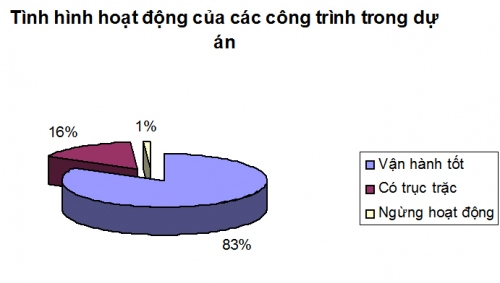 Tình hình hoạt động của các công trình trong dự
án
16%
1%
83%
Vận hành tốt
Có trục trặc
Ngừng hoạt động